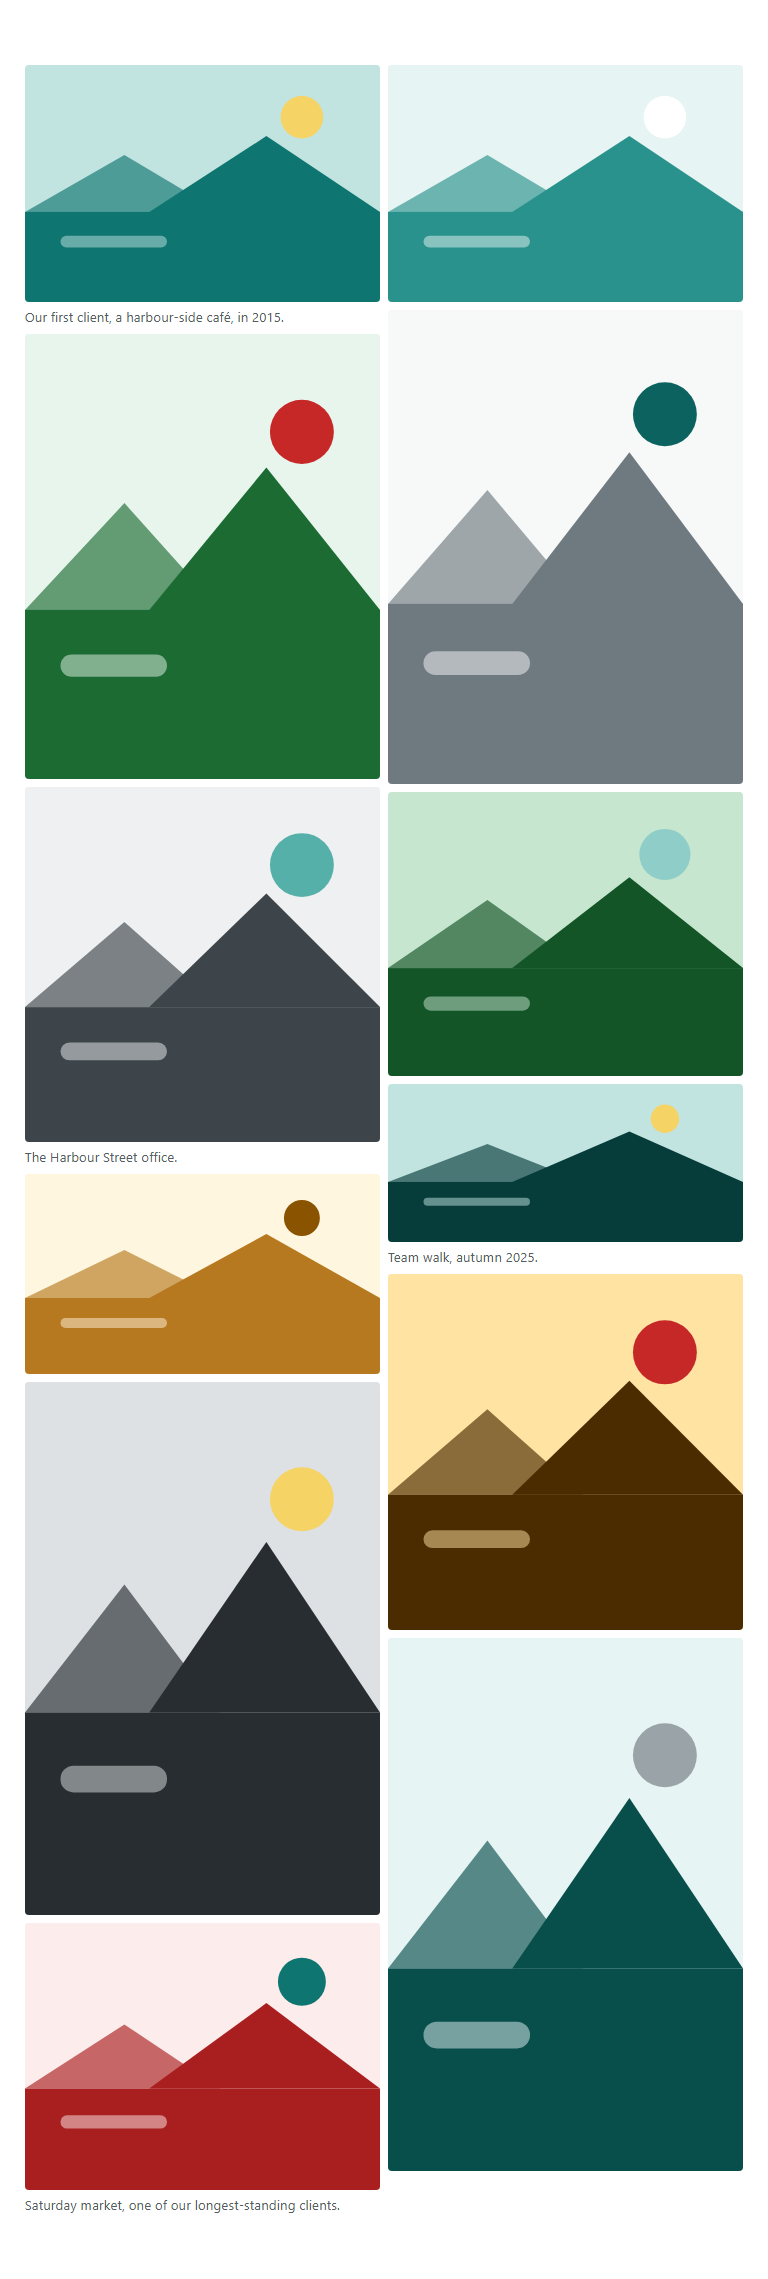 Our first client, a harbour-side café, in 2015.
The Harbour Street office.
Team walk, autumn 2025.
Saturday market, one of our longest-standing clients.